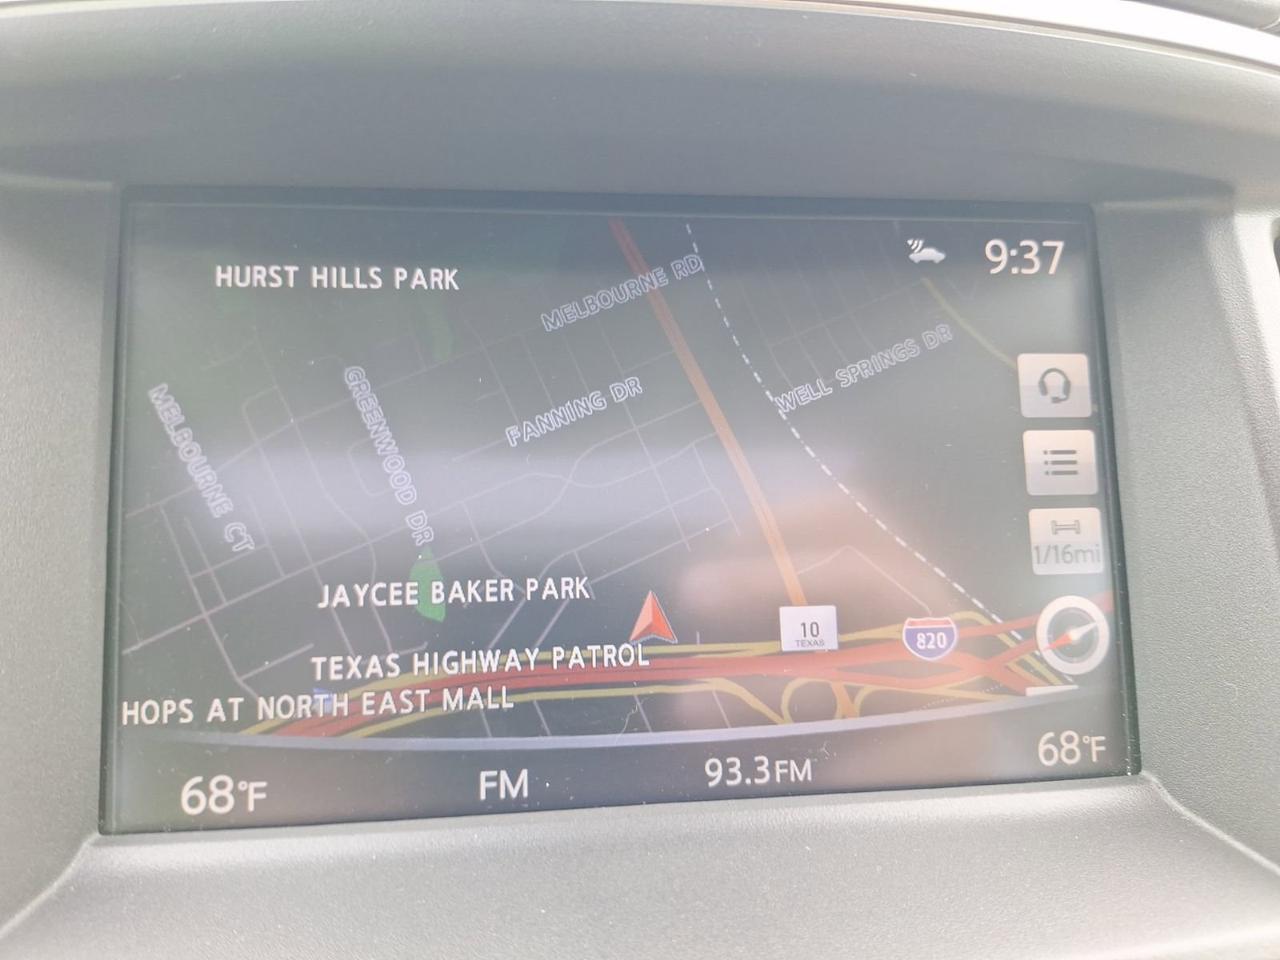 9:37
HURST HILLS PARK
MELBOURNE RD
WELL SPRINGS DR
GREENWOOD DR
FANNING DR
MELBOURNE CT
1/16mi
JAYCEE BAKER PARK
10
TEXAS
820
TEXAS HIGHWAY PATROL
HOPS AT NORTH EAST MALL
68°F
FM
93.3FM
68°F